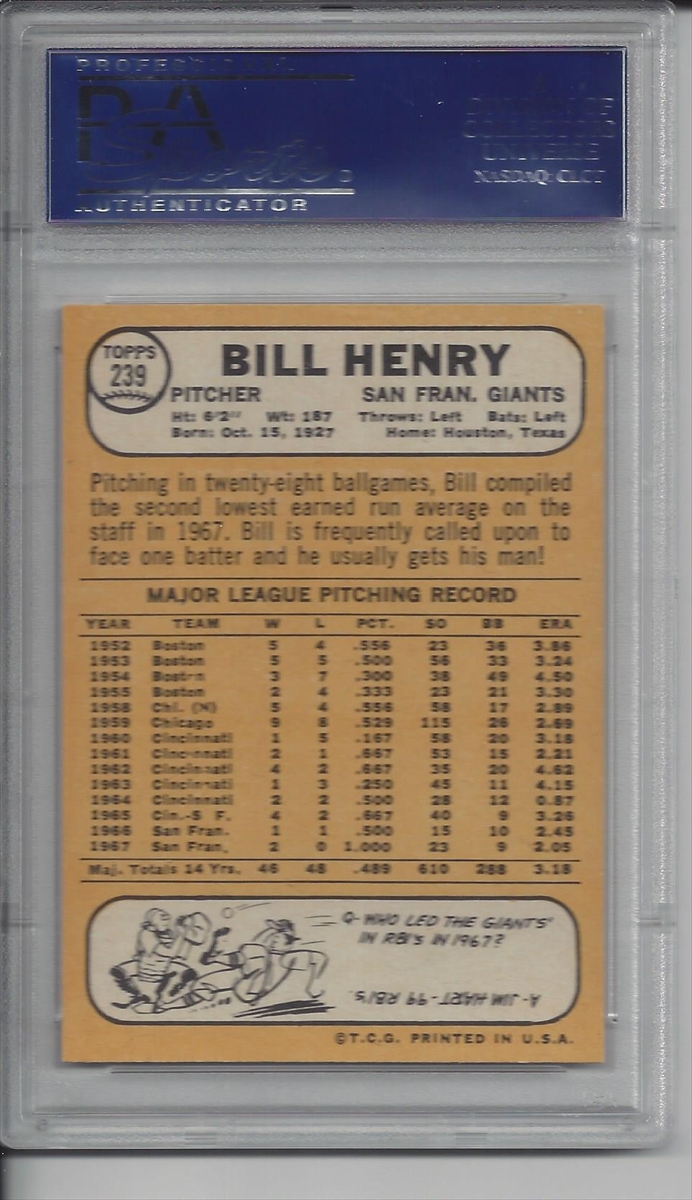 PROFESSIONAL
PSA
Sports
AUTHENTICATOR
A
DIVISION OF
COLLECTORS
UNIVERSE
NASDAQ: CLCT
TOPPS
239
BILL HENRY
PITCHER SAN FRAN. GIANTS
Ht: 6'2" Wt: 187 Throws: Left Bats: Left
Born: Oct. 15, 1927 Home: Houston, Texas
Pitching in twenty-eight ballgames, Bill compiled
the second lowest earned run average on the
staff in 1967. Bill is frequently called upon to
face one batter and he usually gets his man!
MAJOR LEAGUE PITCHING RECORD
YEAR TEAM W L PCT. SO BB ERA
1952 Boston 5 4 .556 23 36 3.86
1953 Boston 5 5 .500 56 33 3.24
1954 Boston 3 7 .300 38 49 4.50
1955 Boston 2 4 .333 23 21 3.30
1958 Chi. (N) 5 4 .556 58 17 2.89
1959 Chicago 9 8 .529 115 26 2.69
1960 Cincinnati 1 5 .167 58 20 3.18
1961 Cincinnati 2 1 .667 53 15 2.21
1962 Cincinnati 4 2 .667 35 20 4.62
1963 Cincinnati 1 3 .250 45 11 4.15
1964 Cincinnati 2 2 .500 28 12 0.87
1965 Cin.-S F. 4 2 .667 40 9 3.26
1966 San Fran. 1 1 .500 15 10 2.45
1967 San Fran. 2 0 1.000 23 9 2.05
Maj. Totals 14 Yrs. 46 48 .489 610 288 3.18
Q- WHO LED THE GIANTS'
IN RBI'S IN 1967?
A- JIM HART- 99 RBI'S.
©T.C.G. PRINTED IN U.S.A.